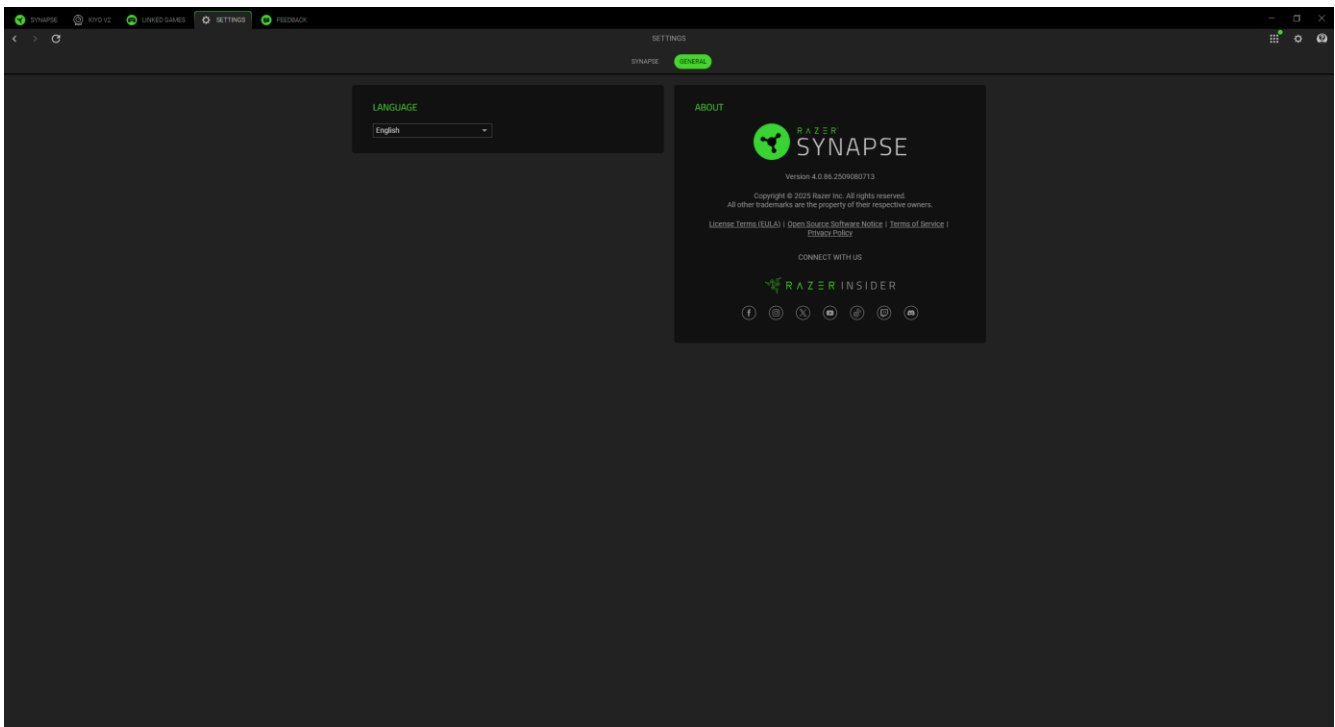 SYNAPSE KIYO V2 LINKED GAMES SETTINGS FEEDBACK
SETTINGS
SYNAPSE GENERAL
LANGUAGE
English
ABOUT
RAZER
SYNAPSE
Version 4.0.86.2509080713
Copyright © 2025 Razer Inc. All rights reserved.
All other trademarks are the property of their respective owners.
License Terms (EULA) | Open Source Software Notice | Terms of Service |
Privacy Policy
CONNECT WITH US
RAZER INSIDER